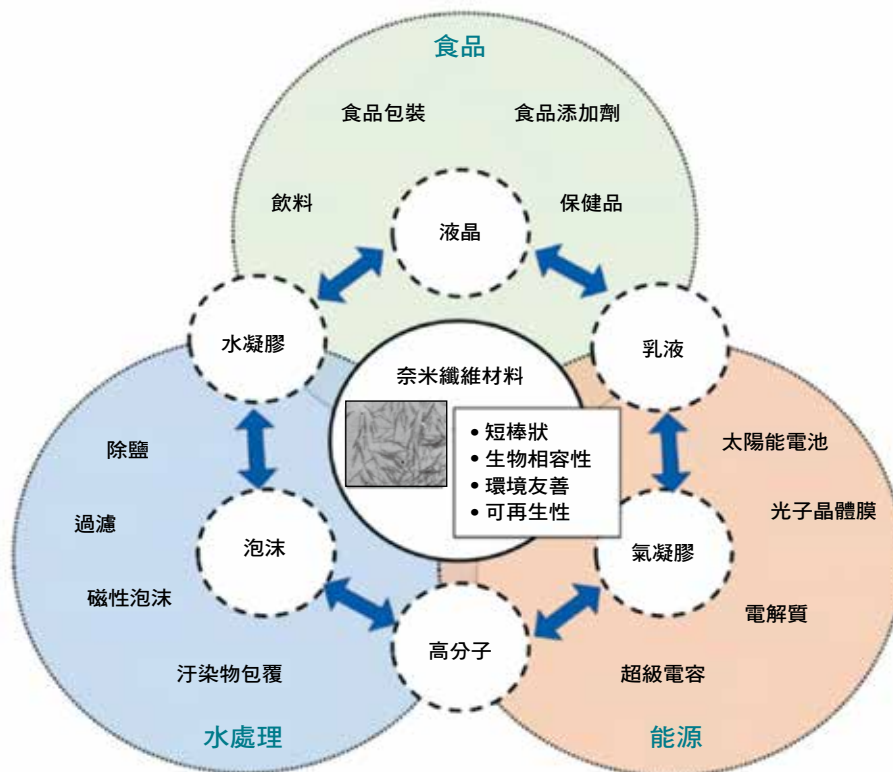 食品
食品包裝
食品添加劑
飲料
保健品
液晶
水凝膠
乳液
奈米纖維材料
• 短棒狀
• 生物相容性
• 環境友善
• 可再生性
除鹽
過濾
泡沫
磁性泡沫
汙染物包覆
水處理
高分子
太陽能電池
光子晶體膜
氣凝膠
電解質
超級電容
能源